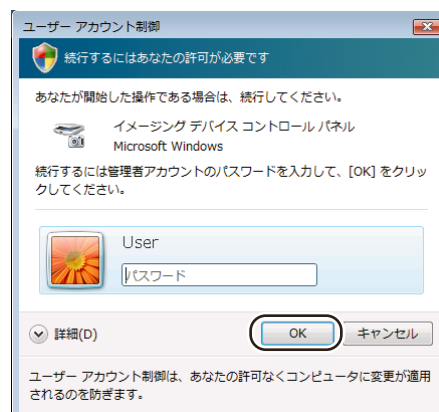 ユーザー アカウント制御
続行するにはあなたの許可が必要です
あなたが開始した操作である場合は、続行してください。
イメージング デバイス コントロール パネル
Microsoft Windows
続行するには管理者アカウントのパスワードを入力して、[OK] をクリッ
クしてください。
User
パスワード
詳細(D)
OK
キャンセル
ユーザー アカウント制御は、あなたの許可なくコンピュータに変更が適用
されるのを防ぎます。